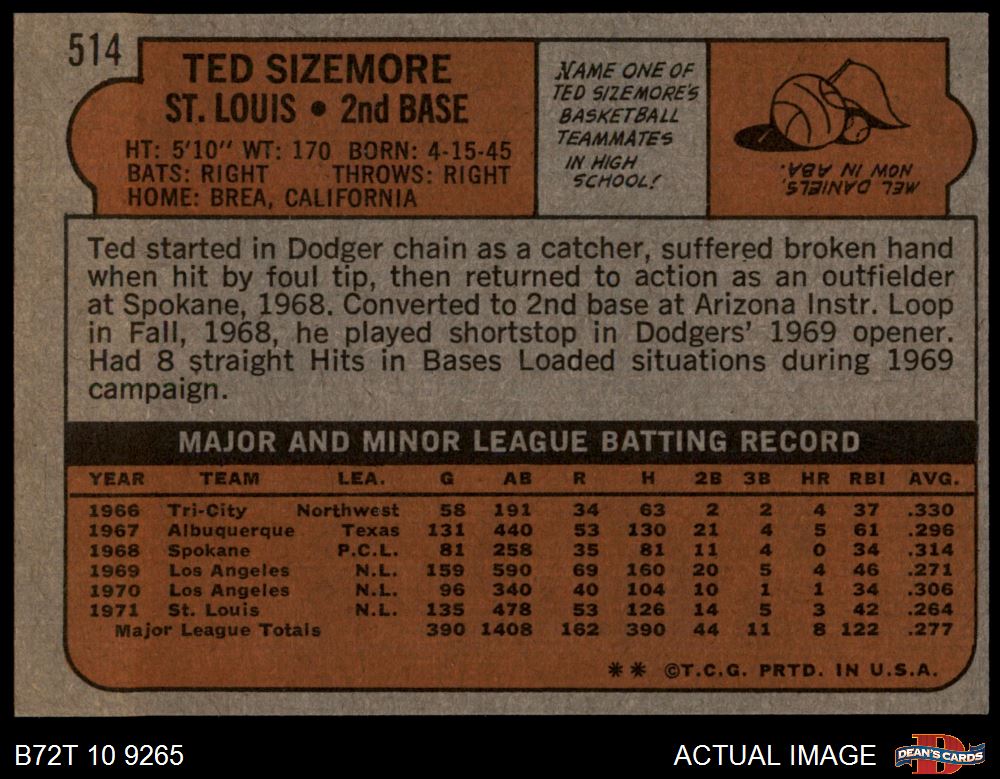 514
TED SIZEMORE
ST. LOUIS • 2nd BASE
HT: 5'10" WT: 170 BORN: 4-15-45
BATS: RIGHT THROWS: RIGHT
HOME: BREA, CALIFORNIA
NAME ONE OF
TED SIZEMORE'S
BASKETBALL
TEAMMATES
IN HIGH
SCHOOL!
MEL DANIELS,
NOW IN ABA.
Ted started in Dodger chain as a catcher, suffered broken hand
when hit by foul tip, then returned to action as an outfielder
at Spokane, 1968. Converted to 2nd base at Arizona Instr. Loop
in Fall, 1968, he played shortstop in Dodgers' 1969 opener.
Had 8 straight Hits in Bases Loaded situations during 1969
campaign.
MAJOR AND MINOR LEAGUE BATTING RECORD
YEAR TEAM LEA. G AB R H 2B 3B HR RBI AVG.
1966 Tri-City Northwest 58 191 34 63 2 2 4 37 .330
1967 Albuquerque Texas 131 440 53 130 21 4 5 61 .296
1968 Spokane P.C.L. 81 258 35 81 11 4 0 34 .314
1969 Los Angeles N.L. 159 590 69 160 20 5 4 46 .271
1970 Los Angeles N.L. 96 340 40 104 10 1 1 34 .306
1971 St. Louis N.L. 135 478 53 126 14 5 3 42 .264
Major League Totals 390 1408 162 390 44 11 8 122 .277
** ©T.C.G. PRTD. IN U.S.A.
B72T 10 9265 ACTUAL IMAGE DEAN'S CARDS